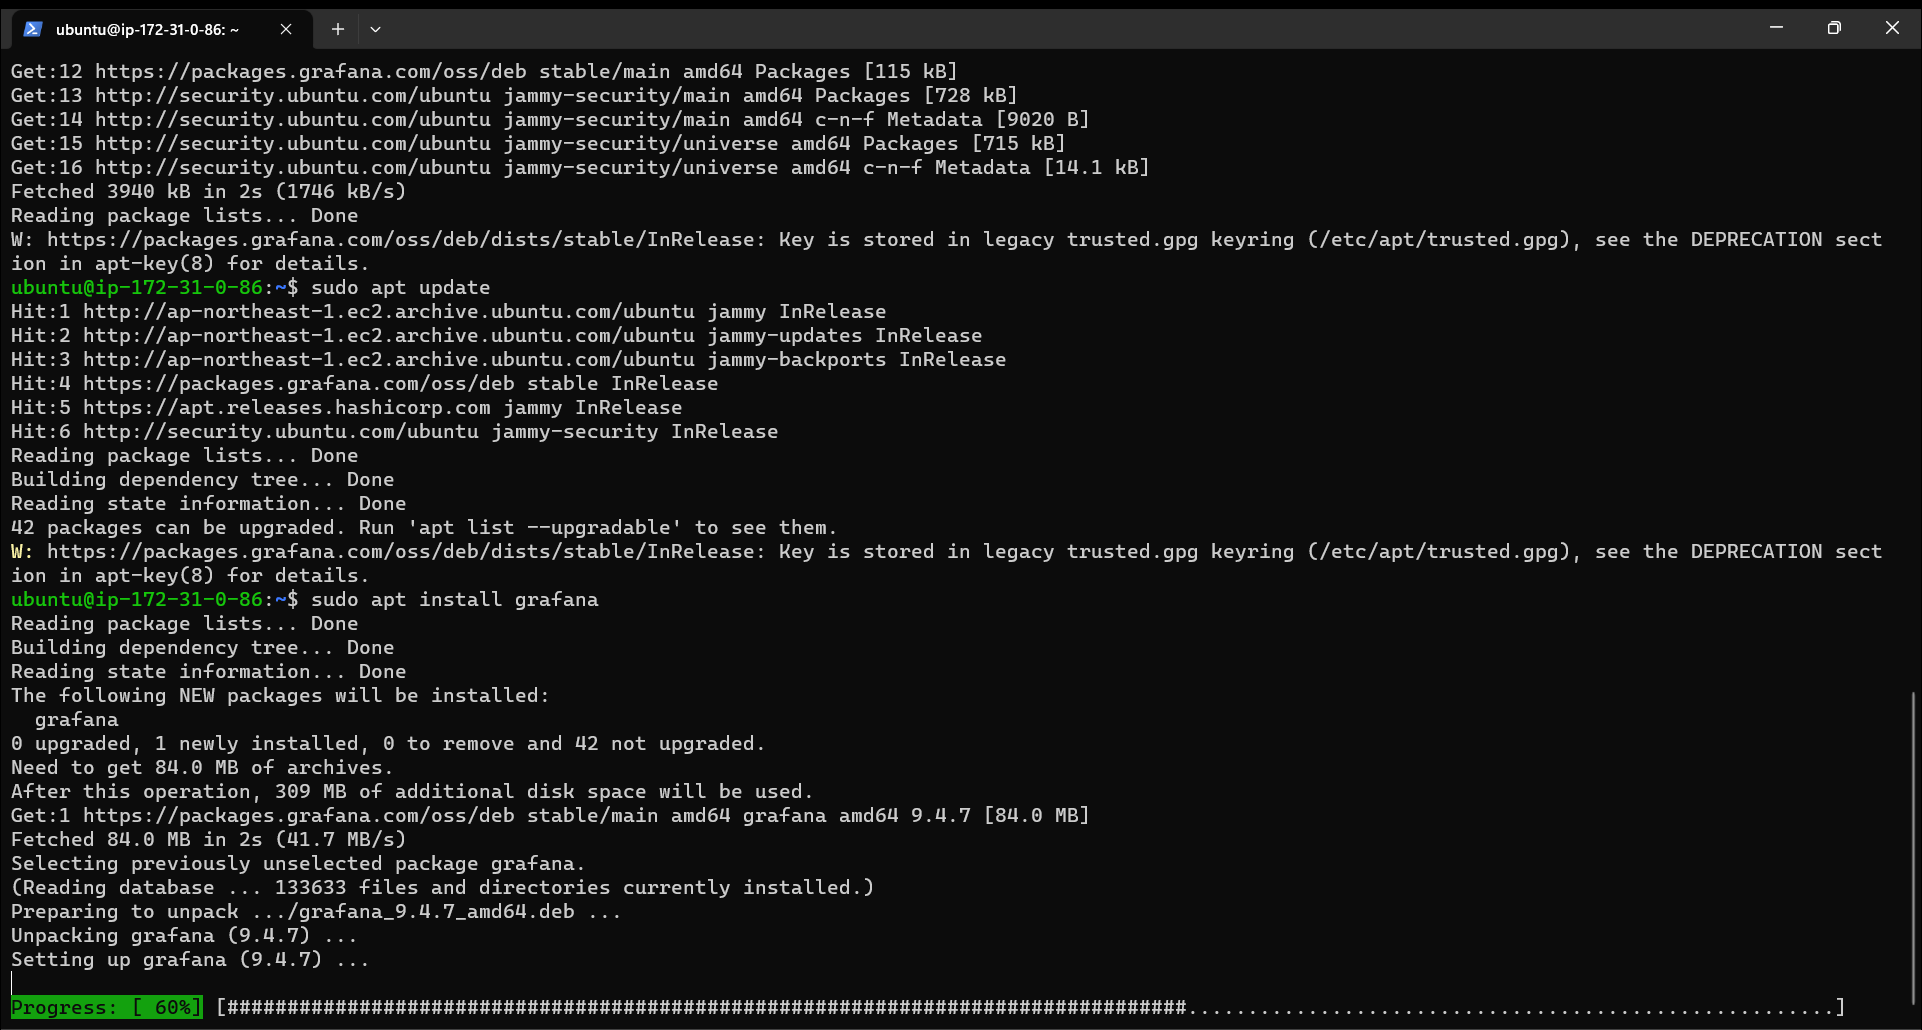 ubuntu@ip-172-31-0-86: ~
Get:12 https://packages.grafana.com/oss/deb stable/main amd64 Packages [115 kB]
Get:13 http://security.ubuntu.com/ubuntu jammy-security/main amd64 Packages [728 kB]
Get:14 http://security.ubuntu.com/ubuntu jammy-security/main amd64 c-n-f Metadata [9020 B]
Get:15 http://security.ubuntu.com/ubuntu jammy-security/universe amd64 Packages [715 kB]
Get:16 http://security.ubuntu.com/ubuntu jammy-security/universe amd64 c-n-f Metadata [14.1 kB]
Fetched 3940 kB in 2s (1746 kB/s)
Reading package lists... Done
W: https://packages.grafana.com/oss/deb/dists/stable/InRelease: Key is stored in legacy trusted.gpg keyring (/etc/apt/trusted.gpg), see the DEPRECATION sect
ion in apt-key(8) for details.
ubuntu@ip-172-31-0-86:~$ sudo apt update
Hit:1 http://ap-northeast-1.ec2.archive.ubuntu.com/ubuntu jammy InRelease
Hit:2 http://ap-northeast-1.ec2.archive.ubuntu.com/ubuntu jammy-updates InRelease
Hit:3 http://ap-northeast-1.ec2.archive.ubuntu.com/ubuntu jammy-backports InRelease
Hit:4 https://packages.grafana.com/oss/deb stable InRelease
Hit:5 https://apt.releases.hashicorp.com jammy InRelease
Hit:6 http://security.ubuntu.com/ubuntu jammy-security InRelease
Reading package lists... Done
Building dependency tree... Done
Reading state information... Done
42 packages can be upgraded. Run 'apt list --upgradable' to see them.
W: https://packages.grafana.com/oss/deb/dists/stable/InRelease: Key is stored in legacy trusted.gpg keyring (/etc/apt/trusted.gpg), see the DEPRECATION sect
ion in apt-key(8) for details.
ubuntu@ip-172-31-0-86:~$ sudo apt install grafana
Reading package lists... Done
Building dependency tree... Done
Reading state information... Done
The following NEW packages will be installed:
  grafana
0 upgraded, 1 newly installed, 0 to remove and 42 not upgraded.
Need to get 84.0 MB of archives.
After this operation, 309 MB of additional disk space will be used.
Get:1 https://packages.grafana.com/oss/deb stable/main amd64 grafana amd64 9.4.7 [84.0 MB]
Fetched 84.0 MB in 2s (41.7 MB/s)
Selecting previously unselected package grafana.
(Reading database ... 133633 files and directories currently installed.)
Preparing to unpack .../grafana_9.4.7_amd64.deb ...
Unpacking grafana (9.4.7) ...
Setting up grafana (9.4.7) ...
Progress: [ 60%] [################################################################################......................................................]